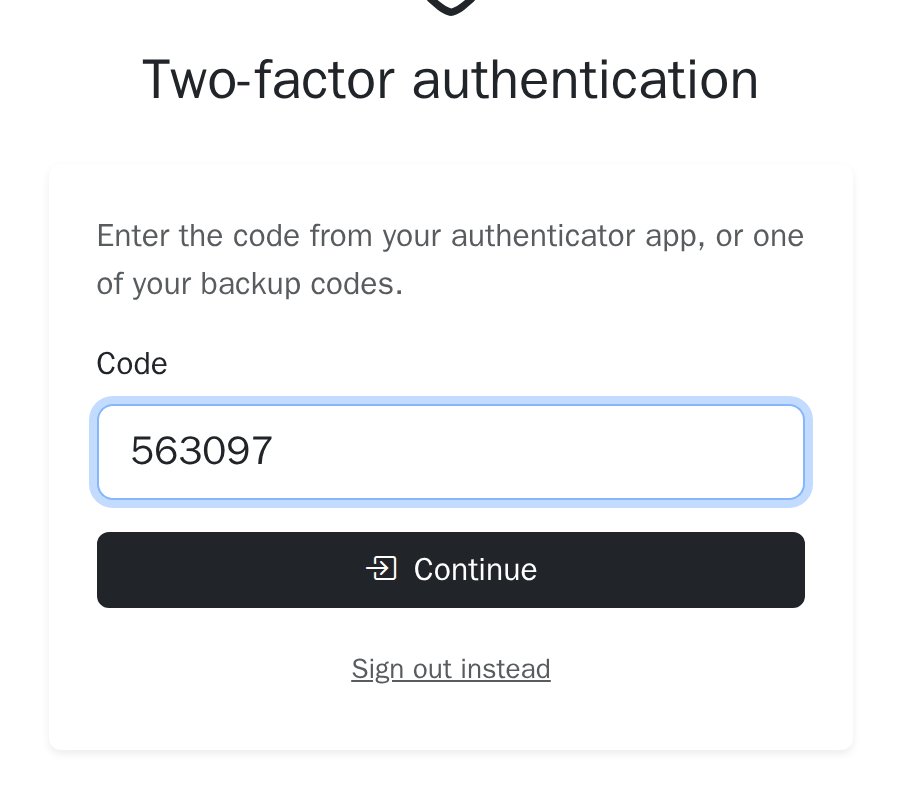 Two-factor authentication
Enter the code from your authenticator app, or one
of your backup codes.
Code
563097
Continue
Sign out instead